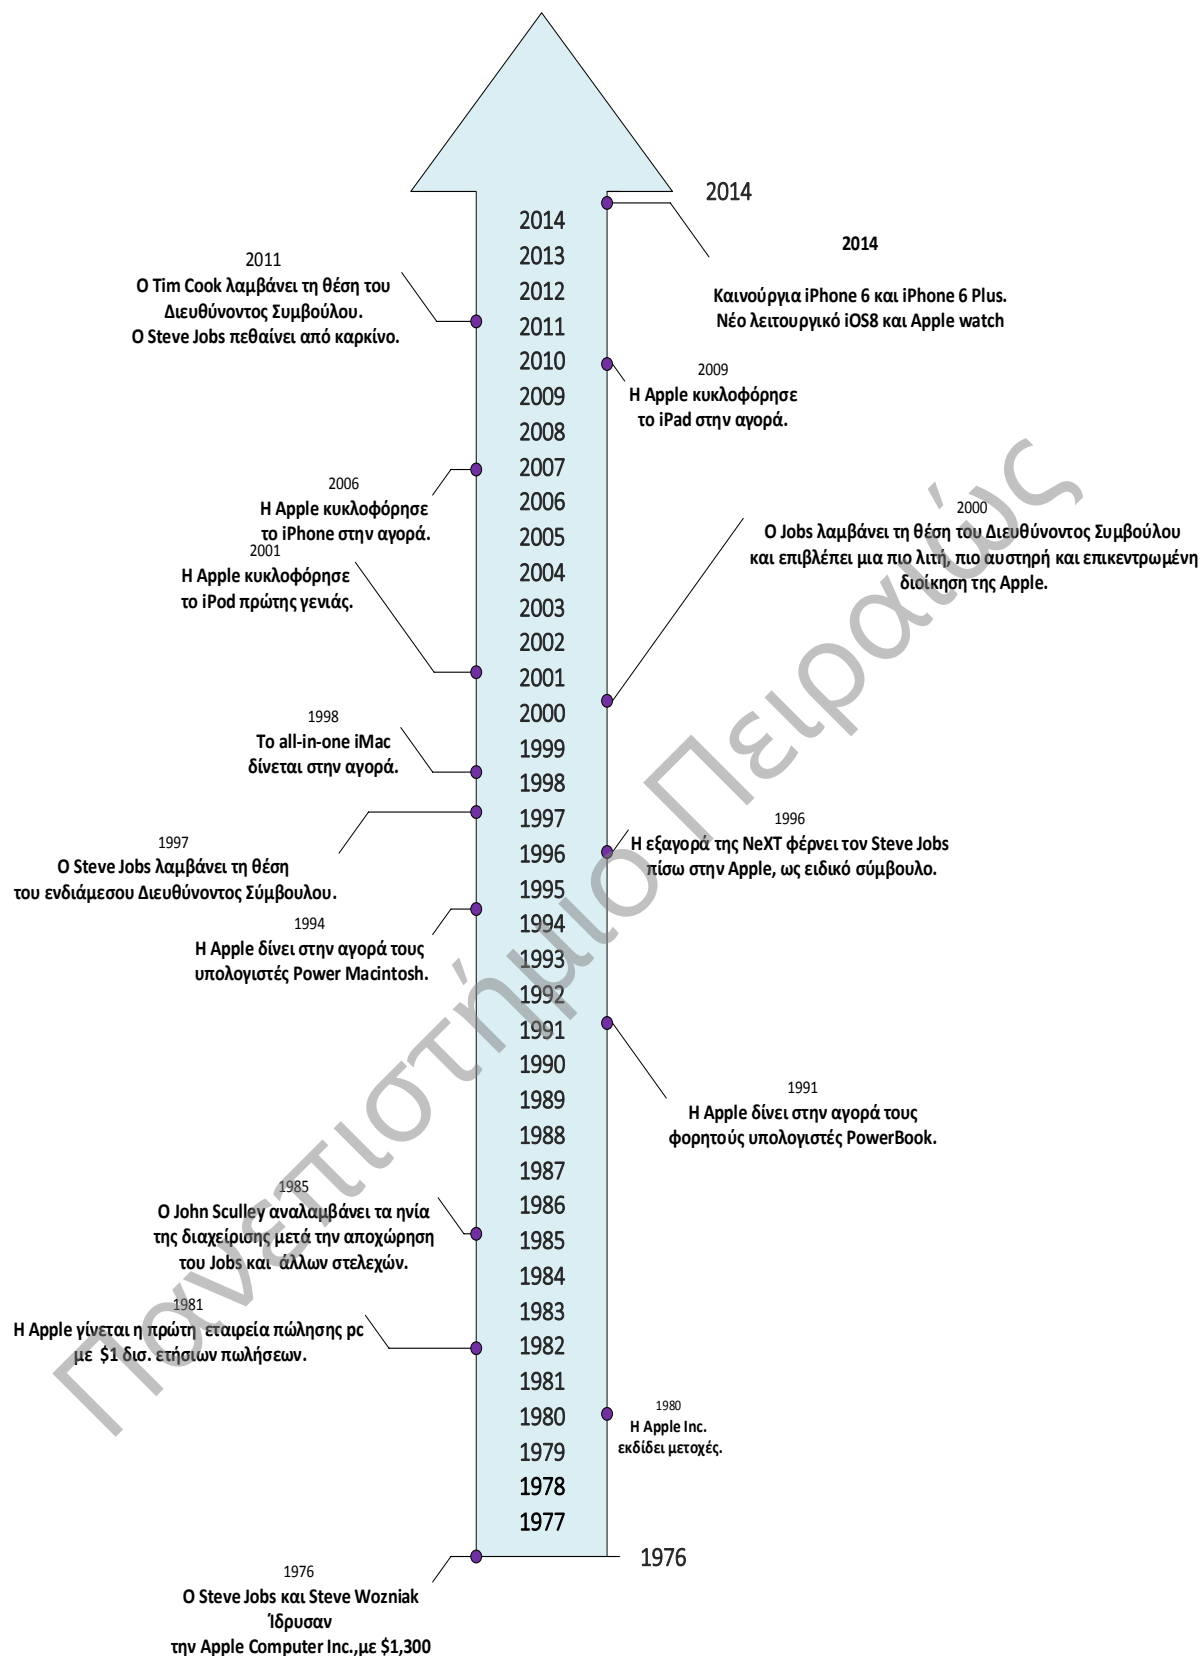 2014
2014
2013
2012
2011
2010
2009
2008
2007
2006
2005
2004
2003
2002
2001
2000
1999
1998
1997
1996
1995
1994
1993
1992
1991
1990
1989
1988
1987
1986
1985
1984
1983
1982
1981
1980
1979
1978
1977
1976
2011
Ο Tim Cook λαμβάνει τη θέση του
Διευθύνοντος Συμβούλου.
Ο Steve Jobs πεθαίνει από καρκίνο.
2006
Η Apple κυκλοφόρησε
το iPhone στην αγορά.
2001
Η Apple κυκλοφόρησε
το iPod πρώτης γενιάς.
1998
Το all-in-one iMac
δίνεται στην αγορά.
1997
Ο Steve Jobs λαμβάνει τη θέση
του ενδιάμεσου Διευθύνοντος Σύμβουλου.
1994
Η Apple δίνει στην αγορά τους
υπολογιστές Power Macintosh.
1985
Ο John Sculley αναλαμβάνει τα ηνία
της διαχείρισης μετά την αποχώρηση
του Jobs και άλλων στελεχών.
1981
Η Apple γίνεται η πρώτη εταιρεία πώλησης pc
με $1 δισ. ετήσιων πωλήσεων.
1976
Ο Steve Jobs και Steve Wozniak
Ίδρυσαν
την Apple Computer Inc.,με $1,300
2014
Καινούργια iPhone 6 και iPhone 6 Plus.
Νέο λειτουργικό iOS8 και Apple watch
2009
Η Apple κυκλοφόρησε
το iPad στην αγορά.
2000
Ο Jobs λαμβάνει τη θέση του Διευθύνοντος Συμβούλου
και επιβλέπει μια πιο λιτή, πιο αυστηρή και επικεντρωμένη
διοίκηση της Apple.
1996
Η εξαγορά της NeXT φέρνει τον Steve Jobs
πίσω στην Apple, ως ειδικό σύμβουλο.
1991
Η Apple δίνει στην αγορά τους
φορητούς υπολογιστές PowerBook.
1980
Η Apple Inc.
εκδίδει μετοχές.
Πανεπιστήμιο Πειραιώς